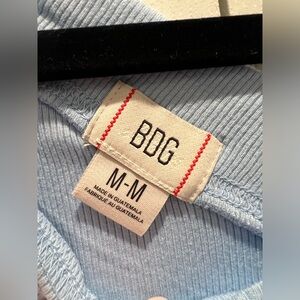 BDG
M-M
MADE IN GUATEMALA
FABRIQUÉ AU GUATEMALA